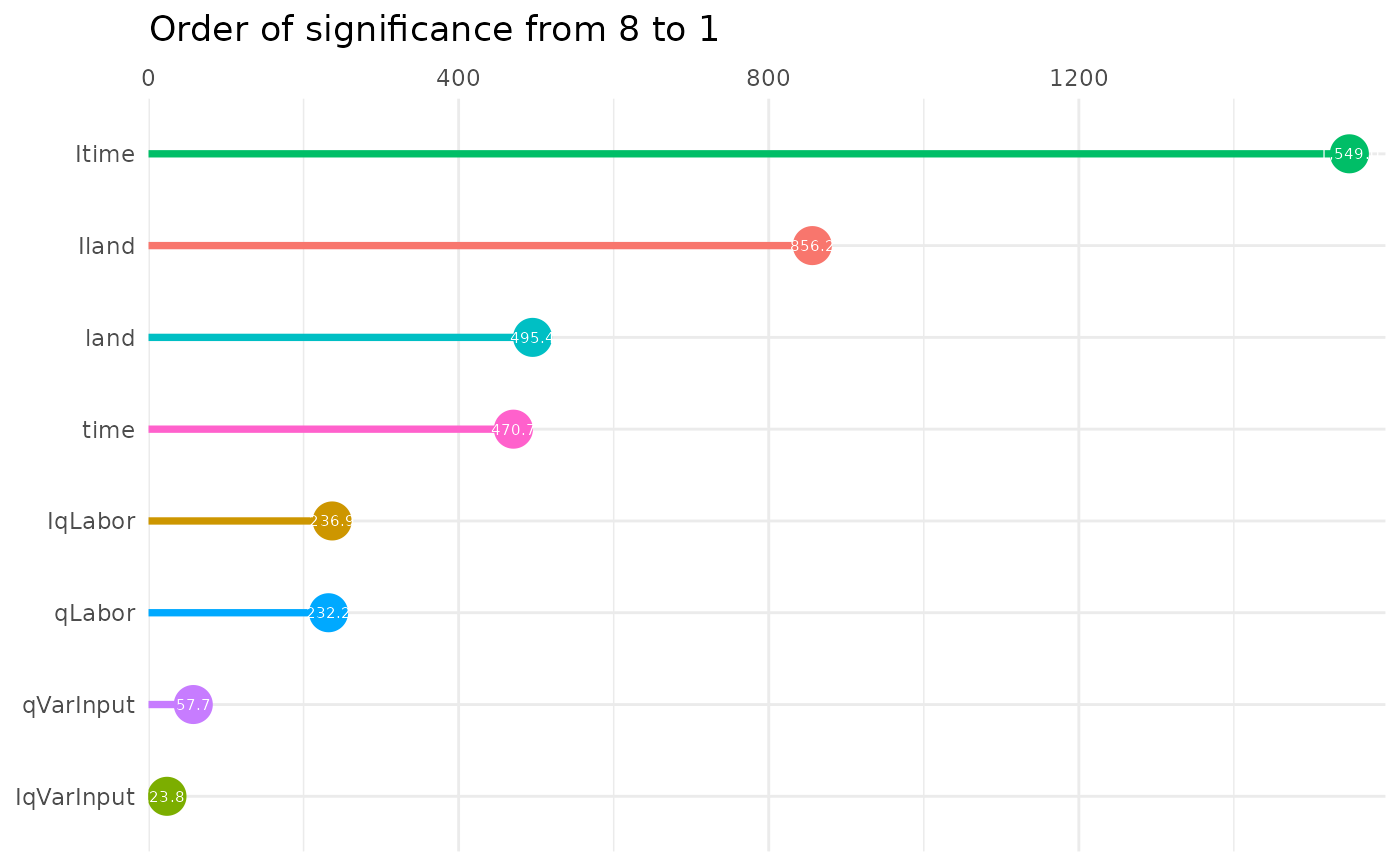 Order of significance from 8 to 1
0 400 800 1200
ltime
lland 856.2
land 495.4
time 470.7
lqLabor 236.9
qLabor 232.2
qVarInput 57.7
lqVarInput 23.8